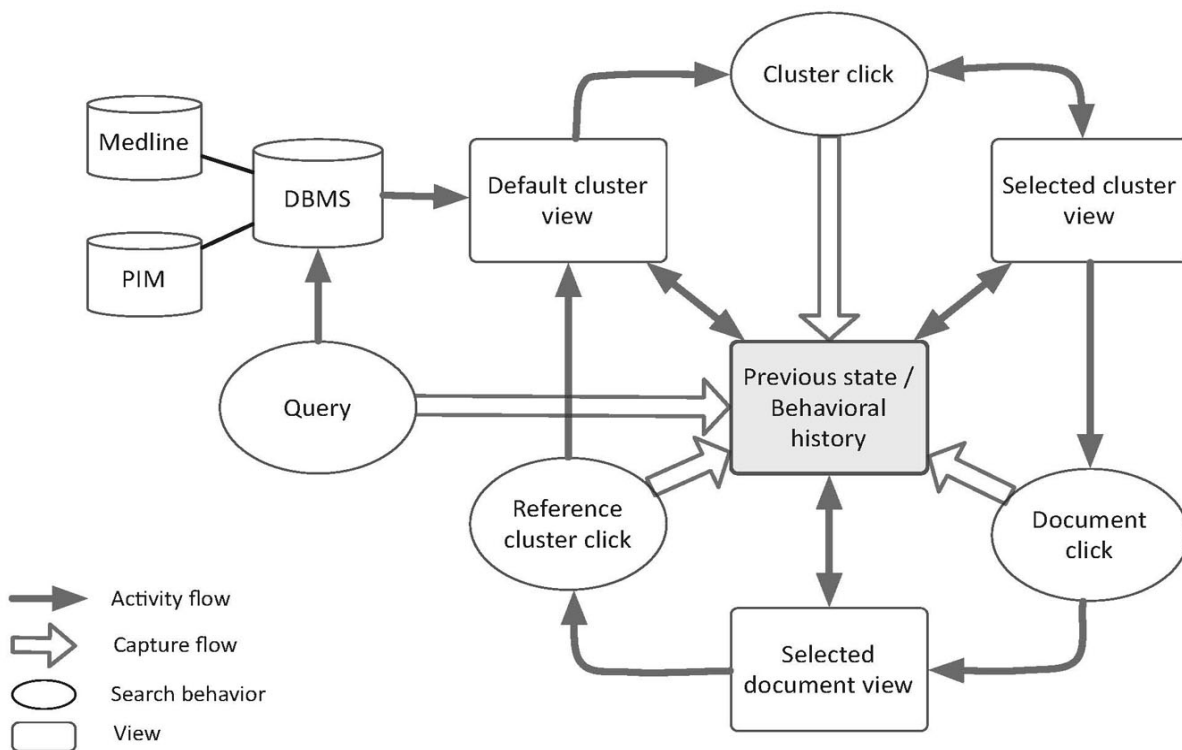 Cluster click
Medline
Default cluster
view
Selected cluster
view
DBMS
PIM
Previous state /
Behavioral
history
Query
Reference
cluster click
Document
click
Activity flow
Capture flow
Selected
document view
Search behavior
View